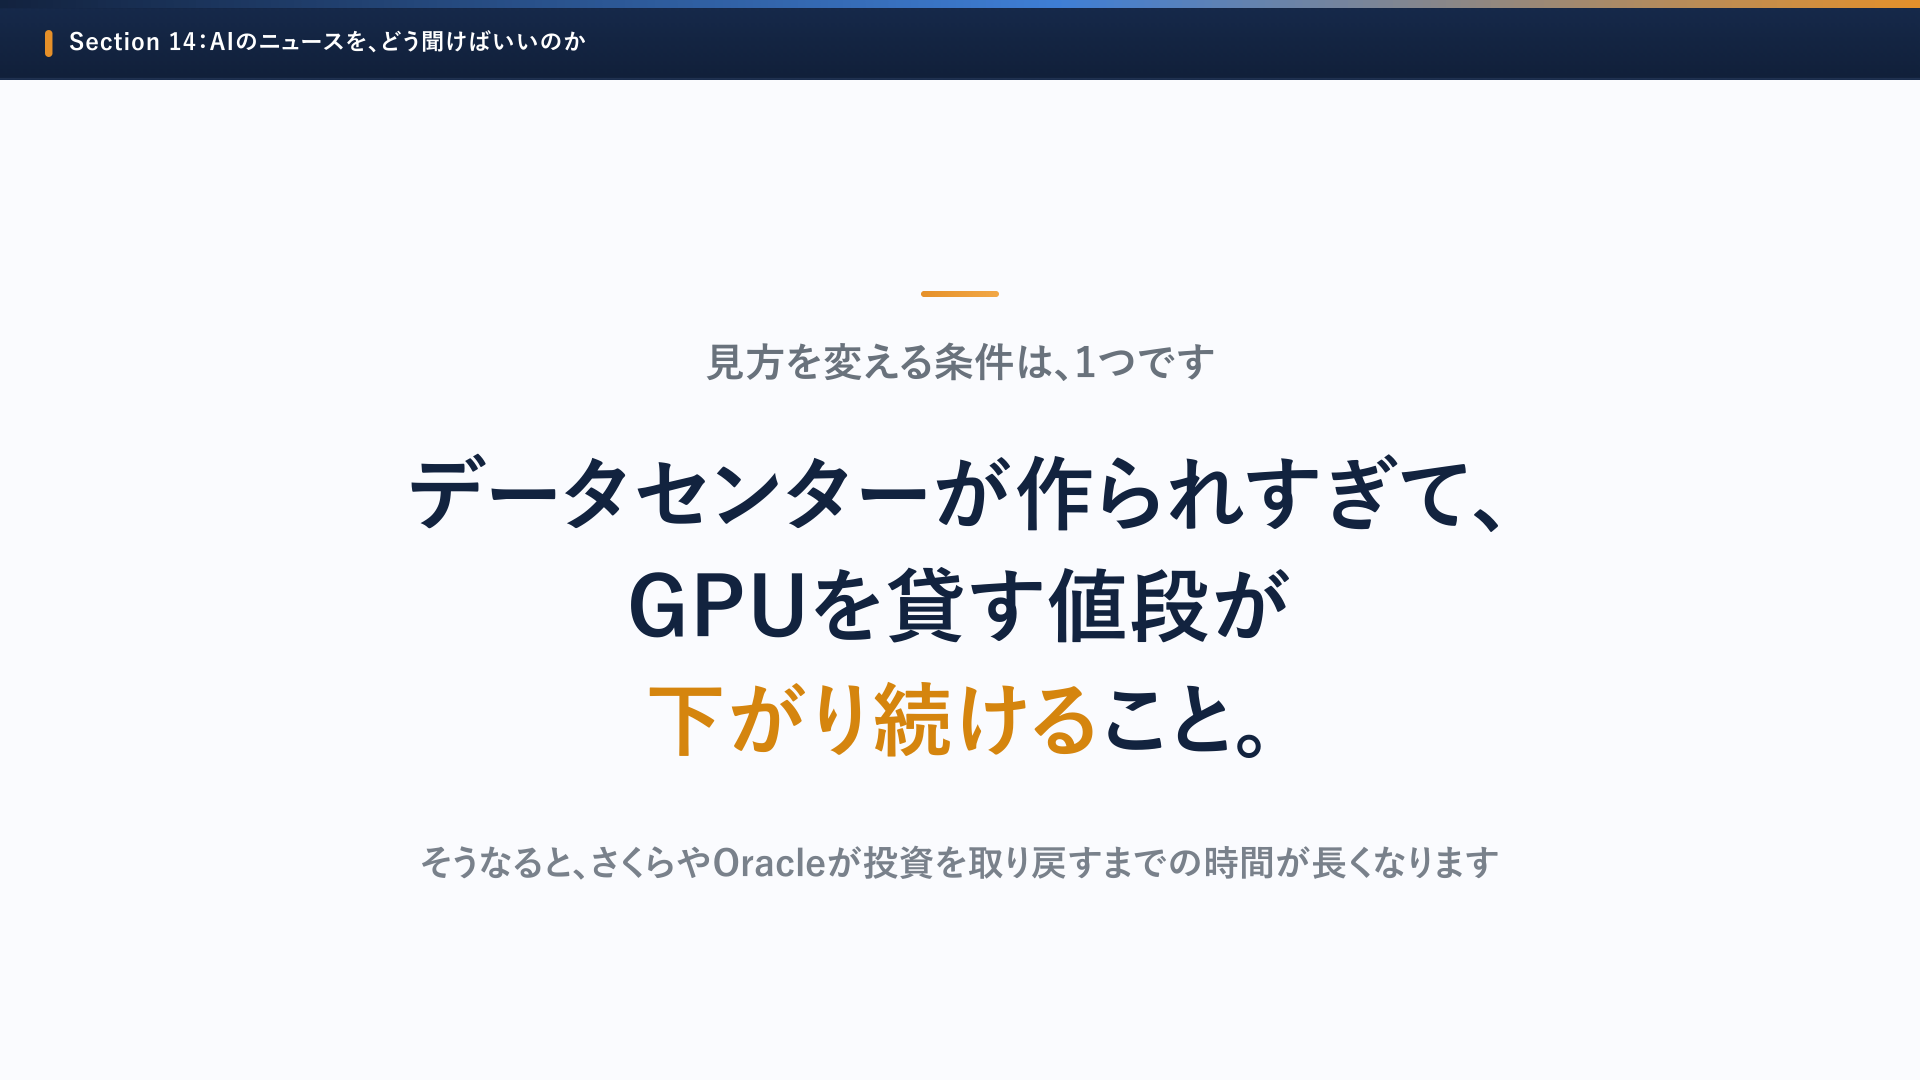 Section 14：AIのニュースを、どう聞けばいいのか
見方を変える条件は、1つです
データセンターが作られすぎて、
GPUを貸す値段が
下がり続けること。
そうなると、さくらやOracleが投資を取り戻すまでの時間が長くなります